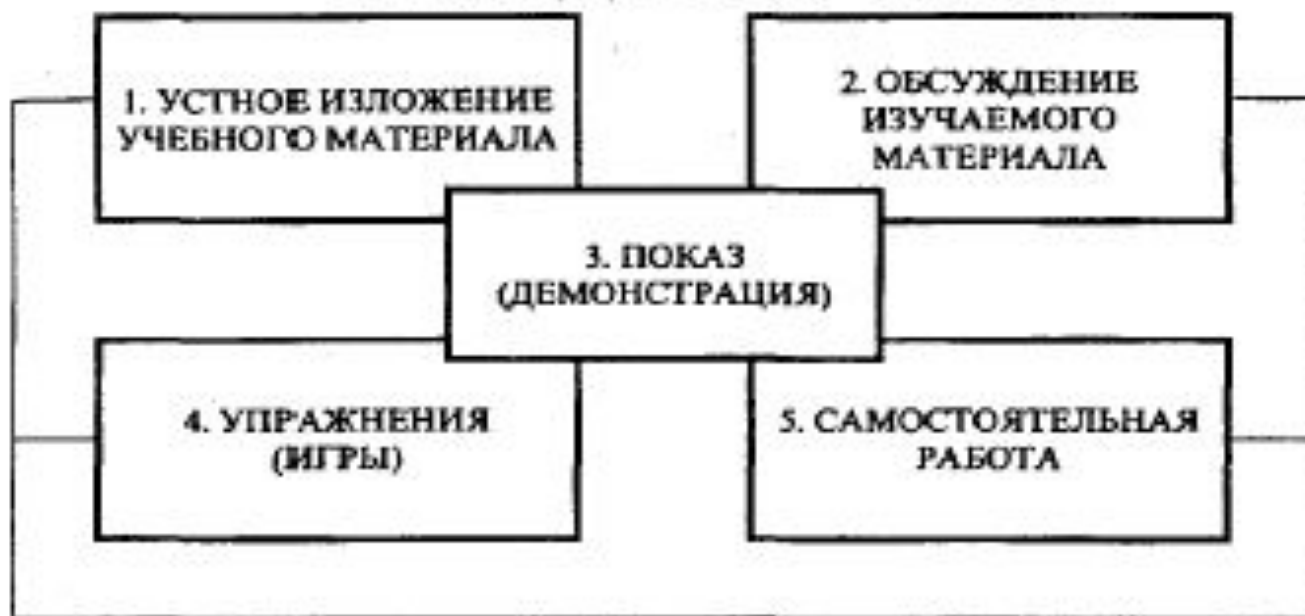 1. УСТНОЕ ИЗЛОЖЕНИЕ
УЧЕБНОГО МАТЕРИАЛА
2. ОБСУЖДЕНИЕ
ИЗУЧАЕМОГО
МАТЕРИАЛА
3. ПОКАЗ
(ДЕМОНСТРАЦИЯ)
4. УПРАЖНЕНИЯ
(ИГРЫ)
5. САМОСТОЯТЕЛЬНАЯ
РАБОТА